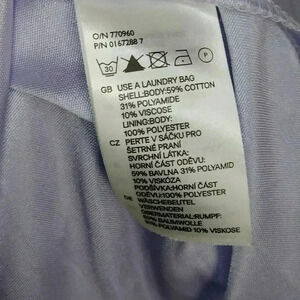 O/N 770960
P/N 0167288 7
30
P
GB USE A LAUNDRY BAG
SHELL:BODY:59% COTTON
31% POLYAMIDE
10% VISCOSE
LINING:BODY:
100% POLYESTER
CZ PERTE V SÁČKU PRO
ŠETRNÉ PRANÍ
SVRCHNÍ LÁTKA:
HORNÍ ČÁST ODĚVU:
59% BAVLNA 31% POLYAMID
10% VISKÓZA
PODŠÍVKA:HORNÍ ČÁST
ODĚVU:100% POLYESTER
DE WÄSCHEBEUTEL
VERWENDEN
OBERMATERIAL:RUMPF:
59% BAUMWOLLE
31% POLYAMID 10% VISKOSE